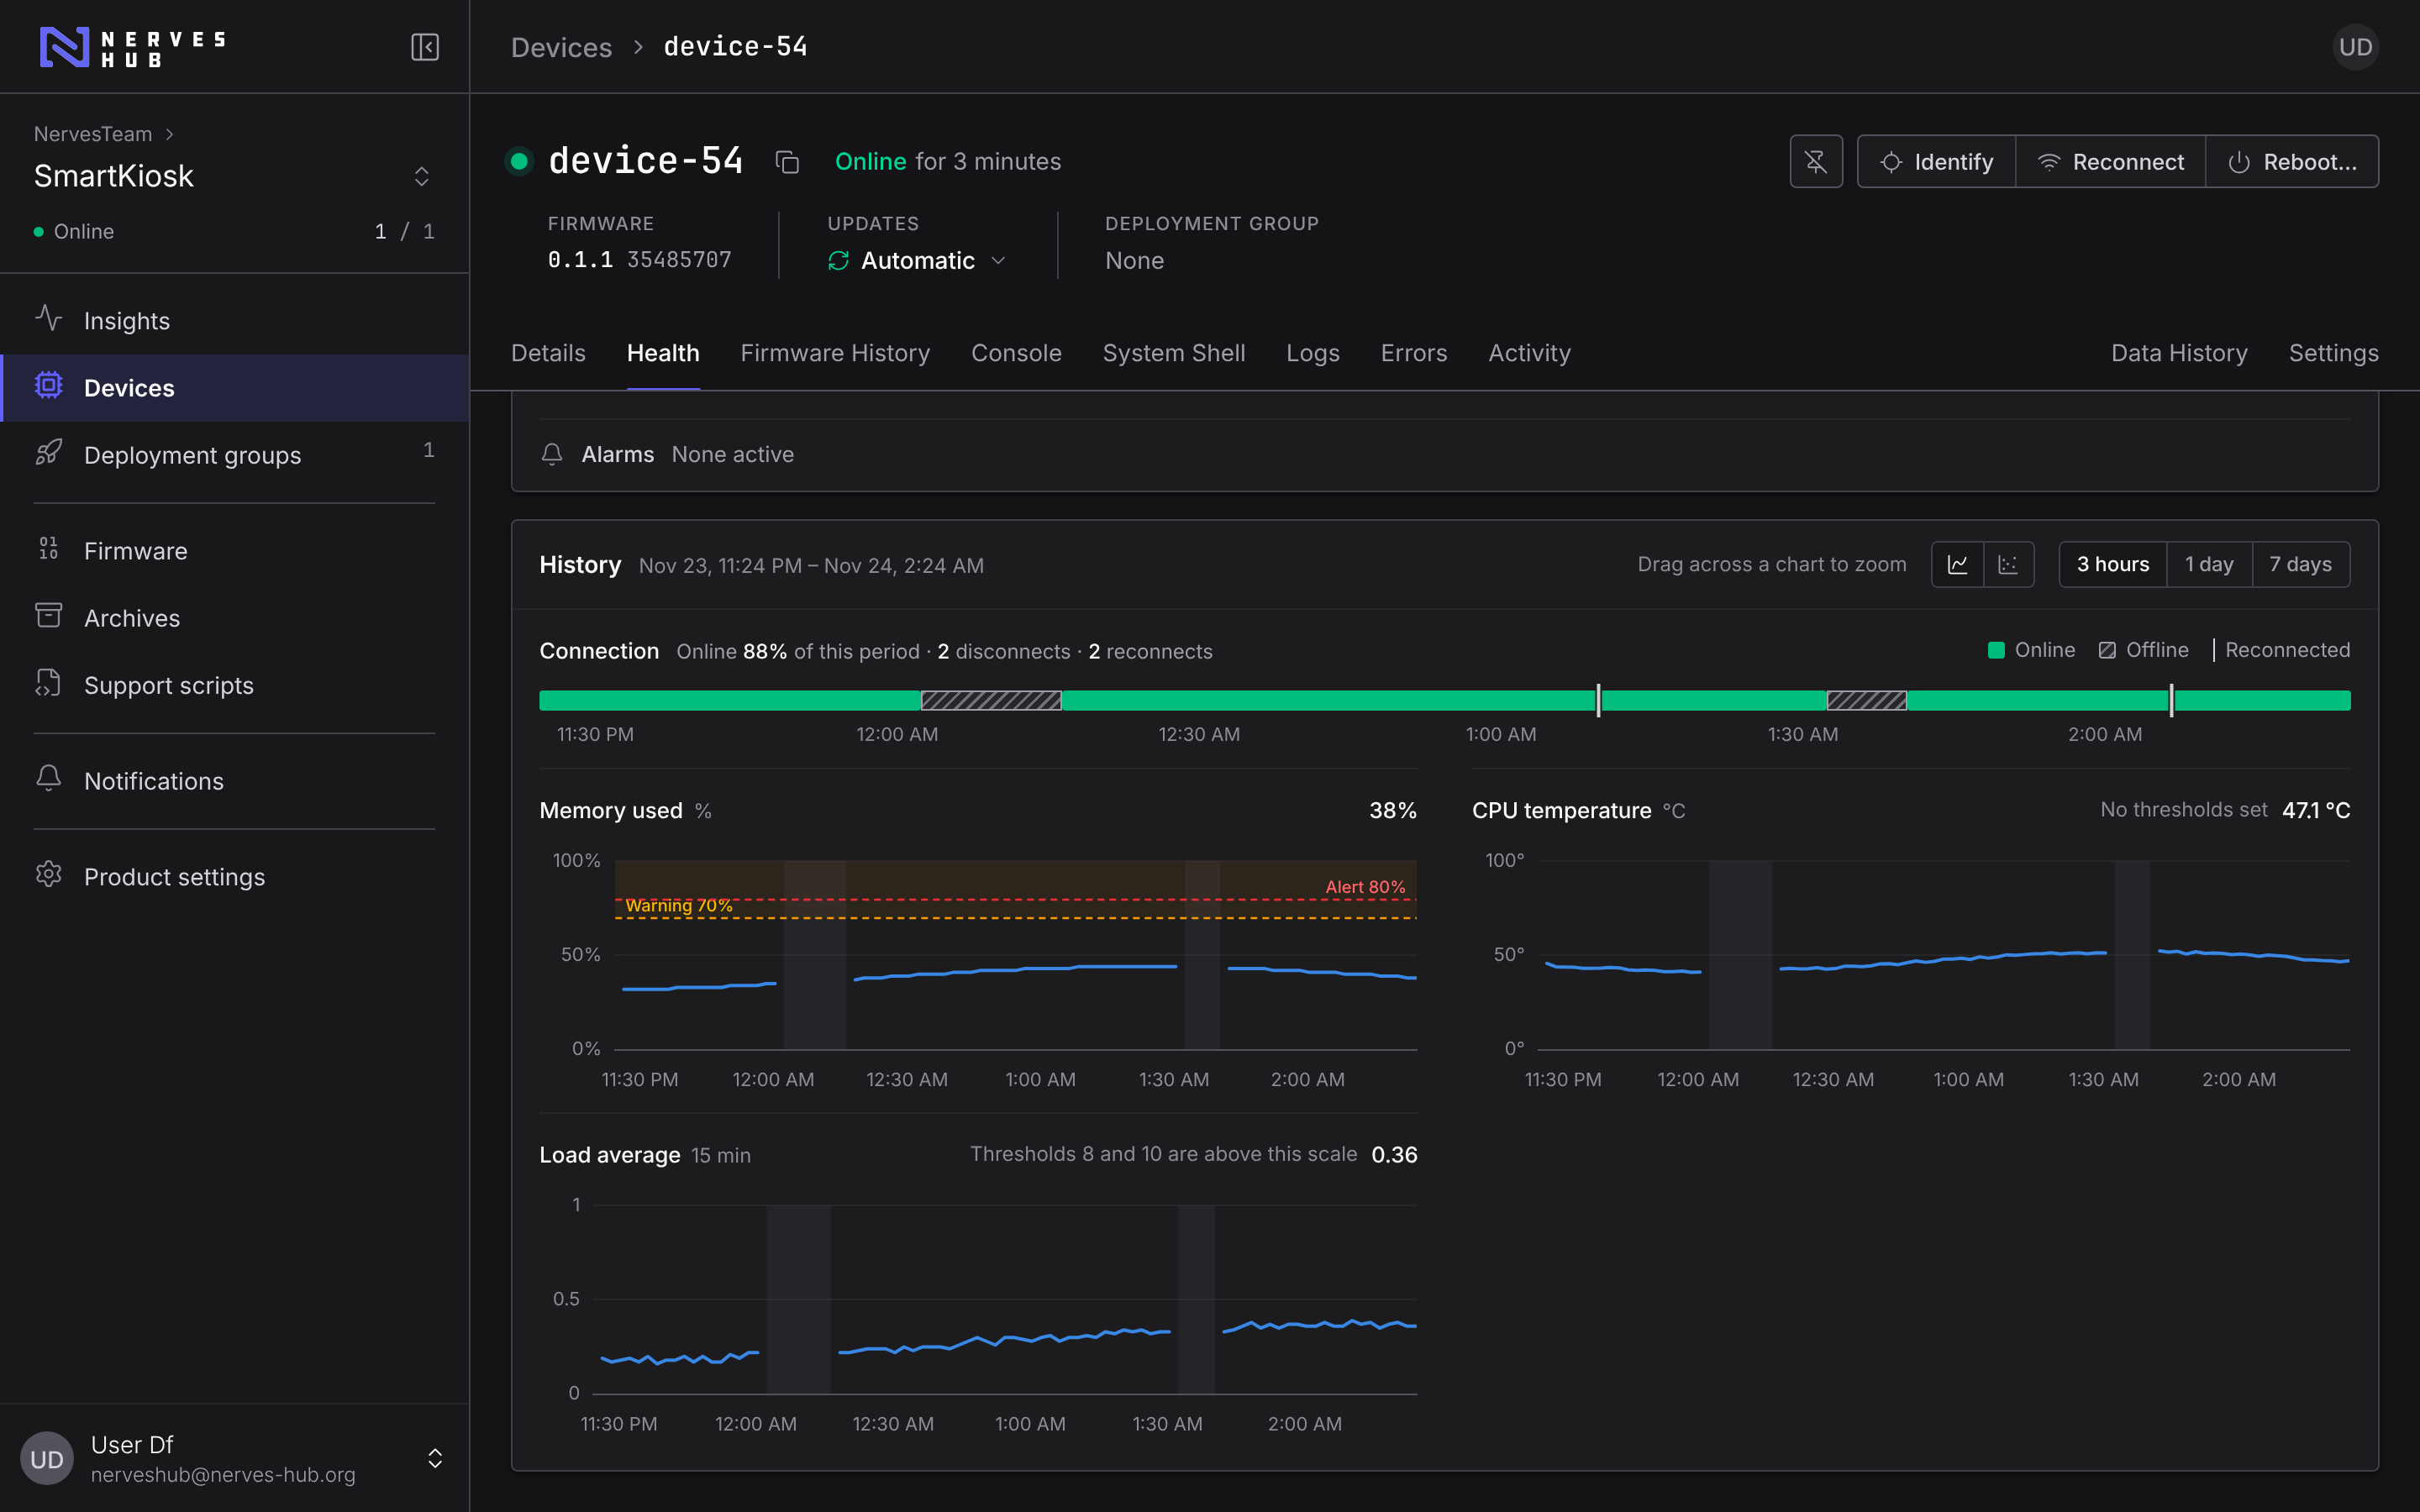 NERVES
HUB
Devices
device-54
UD
NervesTeam
SmartKiosk
Online
1 / 1
Insights
Devices
Deployment groups 1
Firmware
Archives
Support scripts
Notifications
Product settings
UD
User Df
nerveshub@nerves-hub.org
device-54
Online for 3 minutes
Identify
Reconnect
Reboot...
FIRMWARE
0.1.1 35485707
UPDATES
Automatic
DEPLOYMENT GROUP
None
Details
Health
Firmware History
Console
System Shell
Logs
Errors
Activity
Data History
Settings
Alarms None active
History Nov 23, 11:24 PM – Nov 24, 2:24 AM
Drag across a chart to zoom
3 hours
1 day
7 days
Connection Online 88% of this period · 2 disconnects · 2 reconnects
Online
Offline
Reconnected
11:30 PM 12:00 AM 12:30 AM 1:00 AM 1:30 AM 2:00 AM
Memory used %
38%
100%
Alert 80%
Warning 70%
50%
0%
11:30 PM 12:00 AM 12:30 AM 1:00 AM 1:30 AM 2:00 AM
CPU temperature °C
No thresholds set 47.1 °C
100°
50°
0°
11:30 PM 12:00 AM 12:30 AM 1:00 AM 1:30 AM 2:00 AM
Load average 15 min
Thresholds 8 and 10 are above this scale 0.36
1
0.5
0
11:30 PM 12:00 AM 12:30 AM 1:00 AM 1:30 AM 2:00 AM